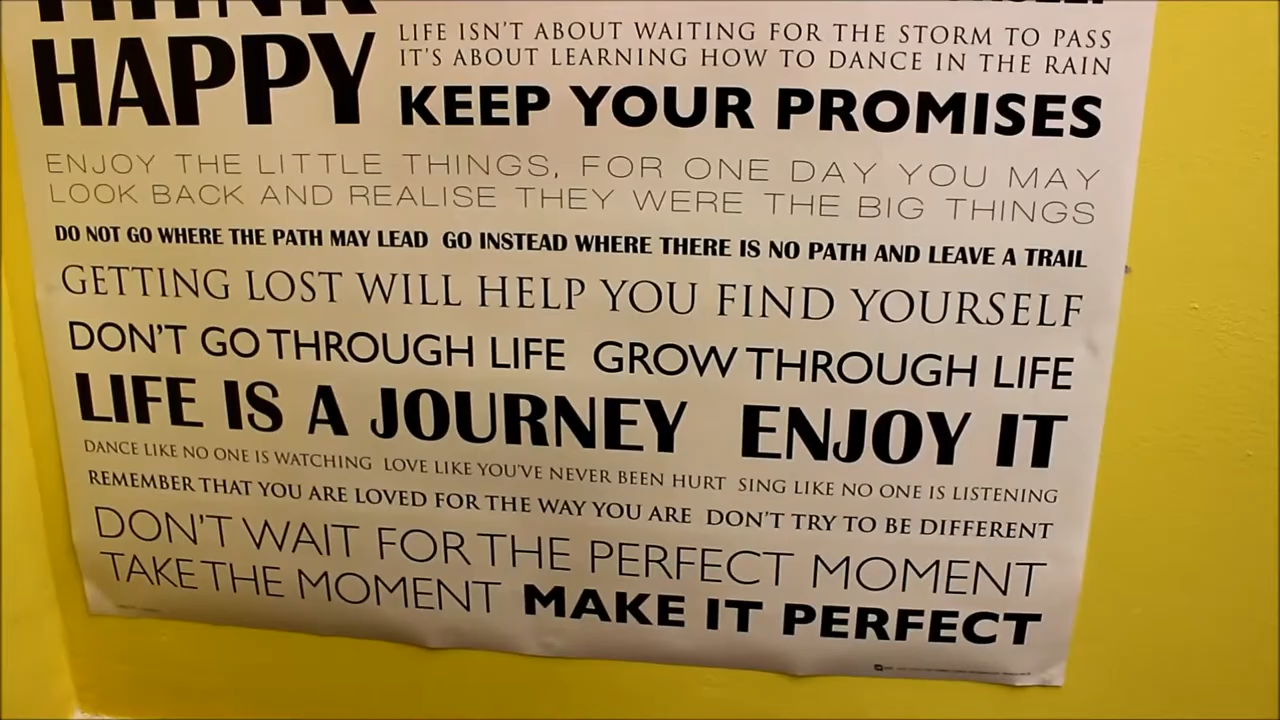 THINK
HAPPY
LIFE ISN'T ABOUT WAITING FOR THE STORM TO PASS
IT'S ABOUT LEARNING HOW TO DANCE IN THE RAIN
KEEP YOUR PROMISES
ENJOY THE LITTLE THINGS, FOR ONE DAY YOU MAY
LOOK BACK AND REALISE THEY WERE THE BIG THINGS
DO NOT GO WHERE THE PATH MAY LEAD GO INSTEAD WHERE THERE IS NO PATH AND LEAVE A TRAIL
GETTING LOST WILL HELP YOU FIND YOURSELF
DON'T GO THROUGH LIFE GROW THROUGH LIFE
LIFE IS A JOURNEY ENJOY IT
DANCE LIKE NO ONE IS WATCHING LOVE LIKE YOU'VE NEVER BEEN HURT SING LIKE NO ONE IS LISTENING
REMEMBER THAT YOU ARE LOVED FOR THE WAY YOU ARE DON'T TRY TO BE DIFFERENT
DON'T WAIT FOR THE PERFECT MOMENT
TAKE THE MOMENT MAKE IT PERFECT